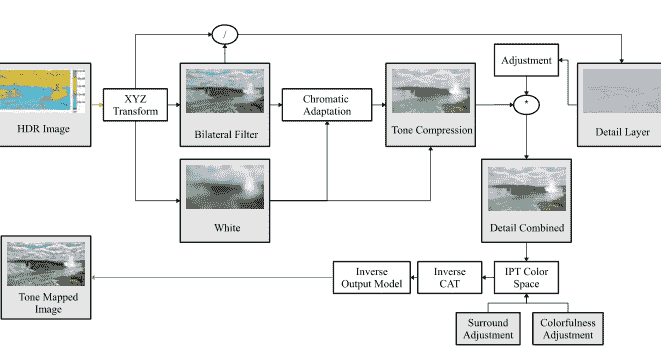 /
Adjustment
HDR Image
XYZ
Transform
Bilateral Filter
Chromatic
Adaptation
Tone Compression
*
Detail Layer
White
Detail Combined
Tone Mapped
Image
Inverse
Output Model
Inverse
CAT
IPT Color
Space
Surround
Adjustment
Colorfulness
Adjustment